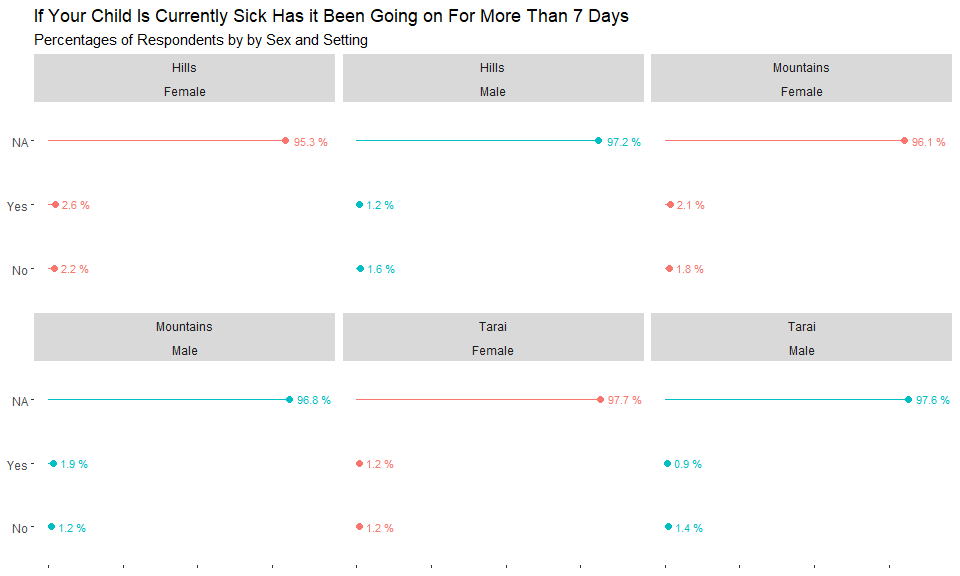 If Your Child Is Currently Sick Has it Been Going on For More Than 7 Days
Percentages of Respondents by by Sex and Setting
Hills
Female
Hills
Male
Mountains
Female
NA
95.3 %
97.2 %
96.1 %
Yes
2.6 %
1.2 %
2.1 %
No
2.2 %
1.6 %
1.8 %
Mountains
Male
Tarai
Female
Tarai
Male
NA
96.8 %
97.7 %
97.6 %
Yes
1.9 %
1.2 %
0.9 %
No
1.2 %
1.2 %
1.4 %